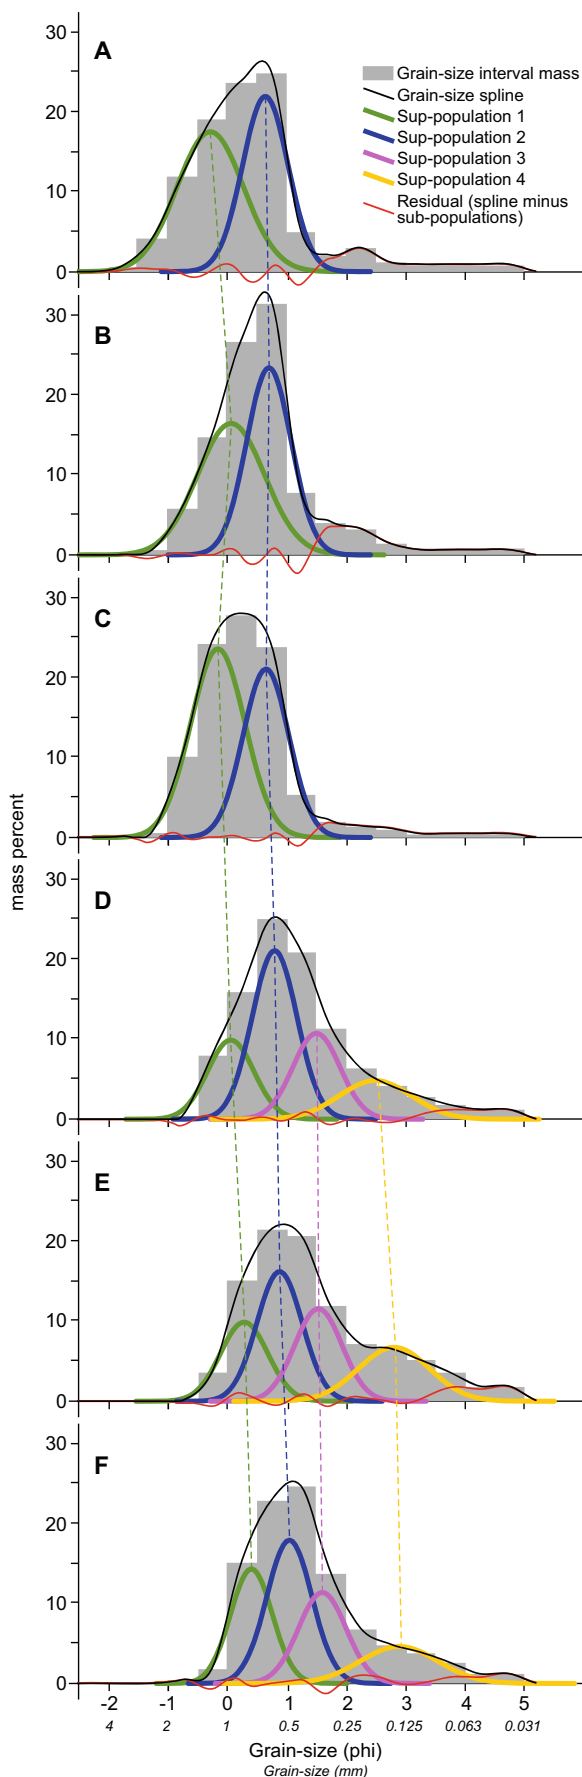 A
30
20
10
0
Grain-size interval mass
Grain-size spline
Sup-population 1
Sup-population 2
Sup-population 3
Sup-population 4
Residual (spline minus
sub-populations)
B
30
20
10
0
C
30
20
10
0
mass percent
D
30
20
10
0
E
30
20
10
0
F
30
20
10
0
-2 -1 0 1 2 3 4 5
4 2 1 0.5 0.25 0.125 0.063 0.031
Grain-size (phi)
Grain-size (mm)